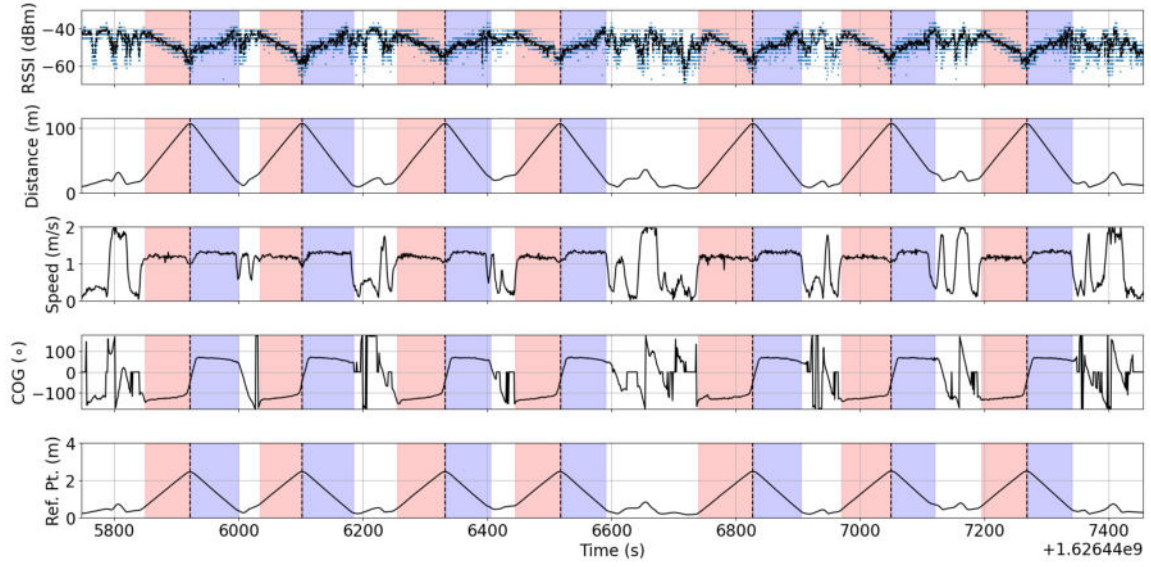 RSSI (dBm)
−40
−60
Distance (m)
100
0
Speed (m/s)
2
1
0
COG (∘)
100
0
−100
Ref. Pt. (m)
4
2
0
5800 6000 6200 6400 6600 6800 7000 7200 7400
Time (s)
+1.62644e9